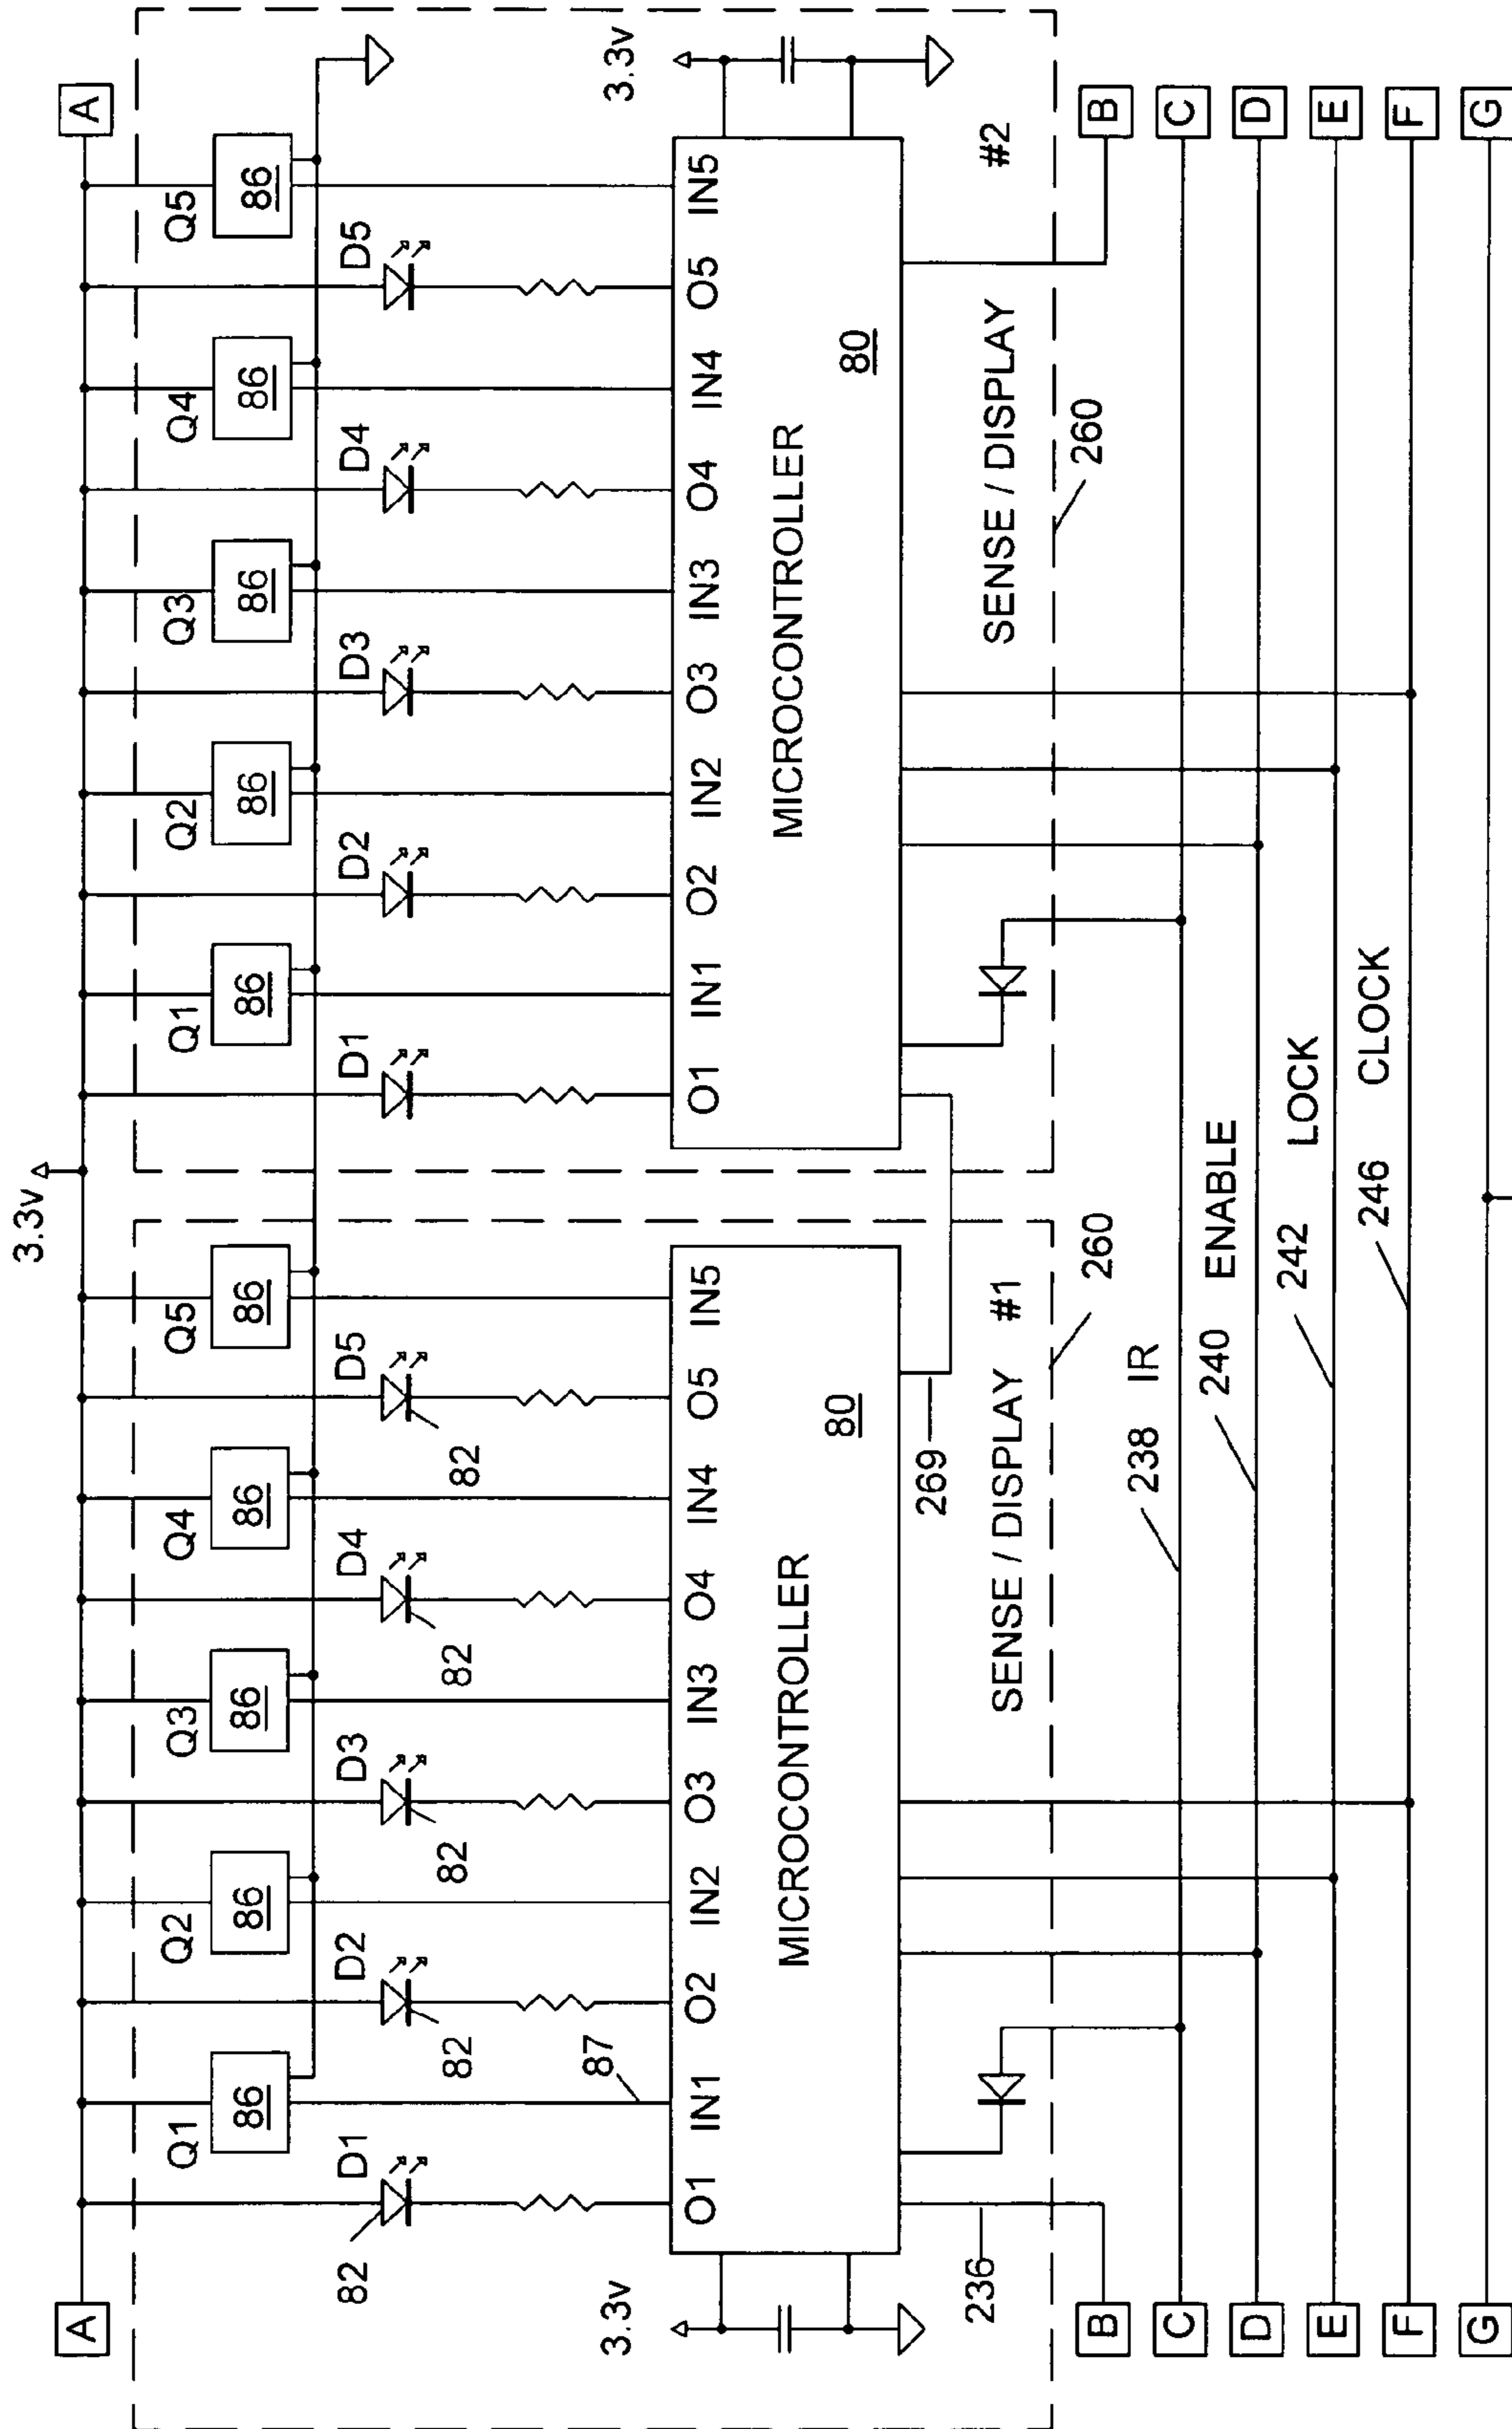 3.3v
A A
Q1 Q2 Q3 Q4 Q5 Q1 Q2 Q3 Q4 Q5
86 86 86 86 86 86 86 86 86 86
D1 D2 D3 D4 D5 D1 D2 D3 D4 D5
82 82 82 82 82
87
3.3v 3.3v
O1 IN1 O2 IN2 O3 IN3 O4 IN4 O5 IN5 O1 IN1 O2 IN2 O3 IN3 O4 IN4 O5 IN5
MICROCONTROLLER MICROCONTROLLER
80 80
269
236
SENSE / DISPLAY #1 SENSE / DISPLAY #2
260 260
B B
C 238 IR C
D 240 ENABLE D
E 242 LOCK E
F 246 CLOCK F
G G